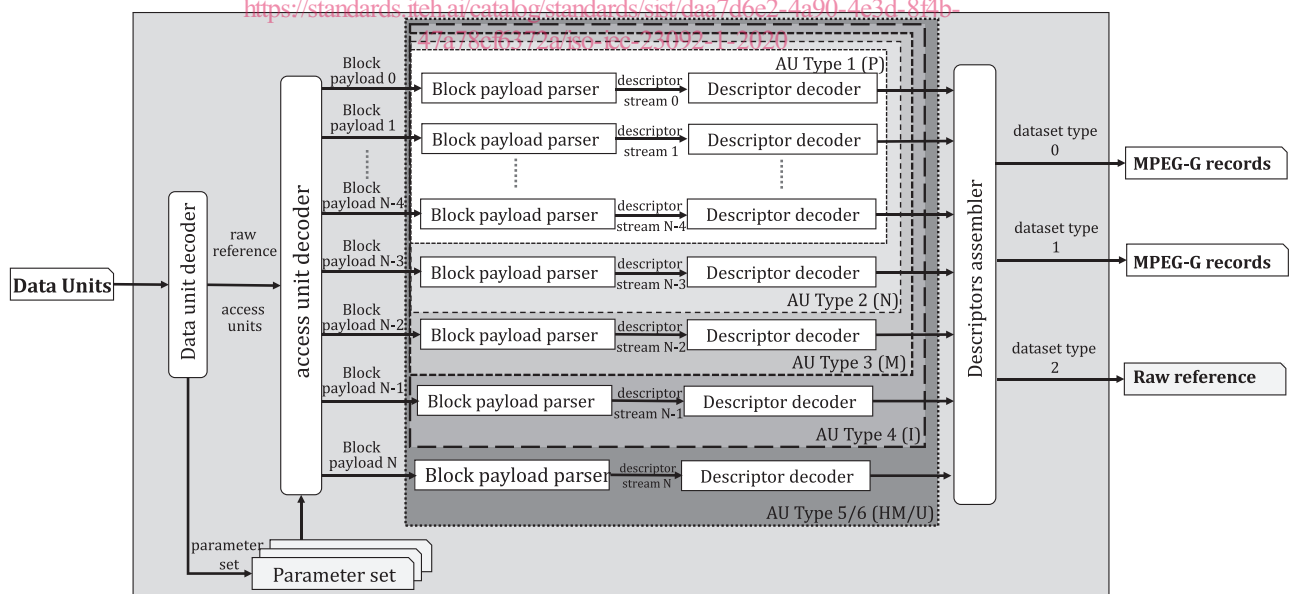 https://standards.iteh.ai/catalog/standards/sist/daa7d6e2-4a90-4e3d-8f4b-
47a78cf6372a/iso-iec-23092-1-2020
AU Type 1 (P)
Block
payload 0
Block payload parser
descriptor
stream 0
Descriptor decoder
Block
payload 1
Block payload parser
descriptor
stream 1
Descriptor decoder
Block
payload N-4
Block payload parser
descriptor
stream N-4
Descriptor decoder
Block
payload N-3
Block payload parser
descriptor
stream N-3
Descriptor decoder
AU Type 2 (N)
Block
payload N-2
Block payload parser
descriptor
stream N-2
Descriptor decoder
AU Type 3 (M)
Block
payload N-1
Block payload parser
descriptor
stream N-1
Descriptor decoder
AU Type 4 (I)
Block
payload N
Block payload parser
descriptor
stream N
Descriptor decoder
AU Type 5/6 (HM/U)
Data Units
Data unit decoder
raw
reference
access
units
access unit decoder
parameter
set
Parameter set
Descriptors assembler
dataset type
0
MPEG-G records
dataset type
1
MPEG-G records
dataset type
2
Raw reference